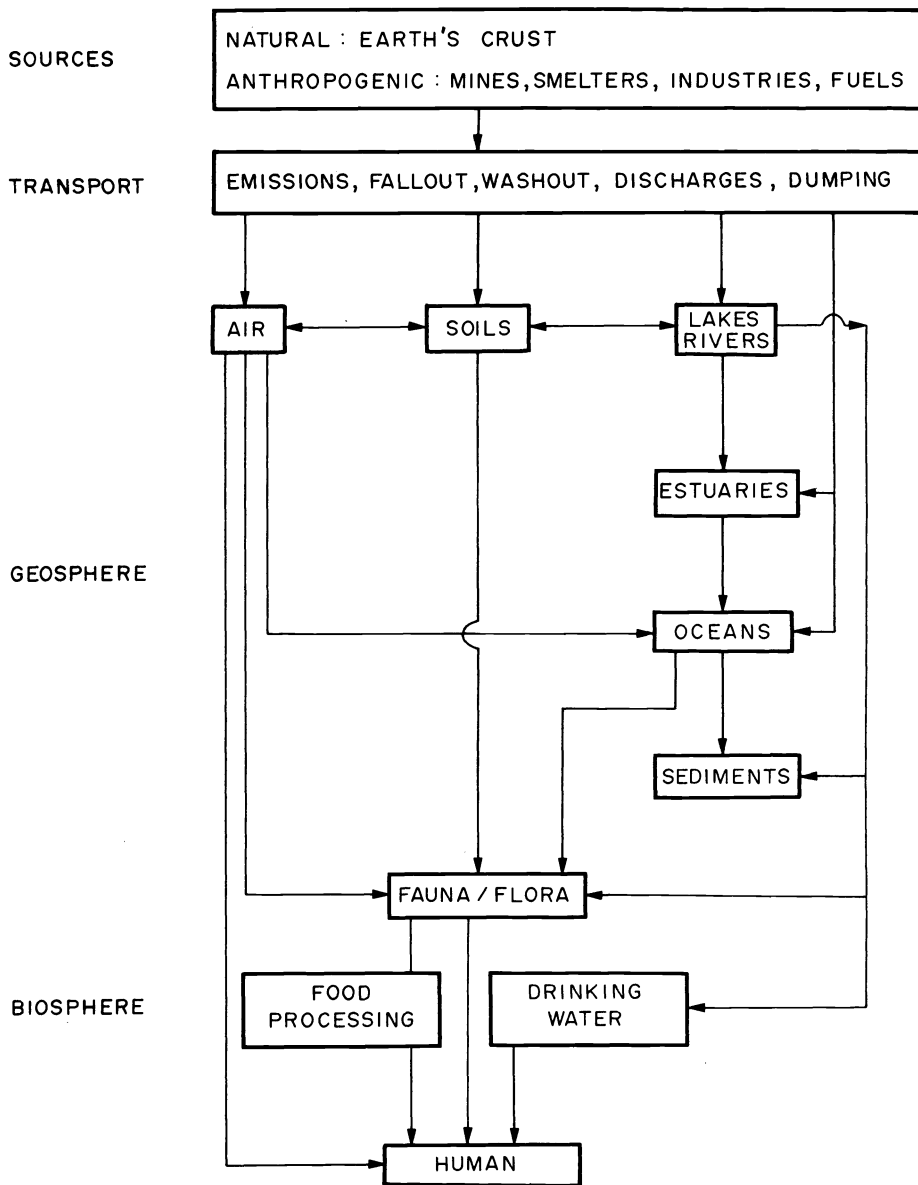 SOURCES
NATURAL : EARTH'S CRUST
ANTHROPOGENIC : MINES, SMELTERS, INDUSTRIES, FUELS
TRANSPORT
EMISSIONS, FALLOUT, WASHOUT, DISCHARGES, DUMPING
AIR
SOILS
LAKES
RIVERS
ESTUARIES
GEOSPHERE
OCEANS
SEDIMENTS
FAUNA / FLORA
BIOSPHERE
FOOD
PROCESSING
DRINKING
WATER
HUMAN